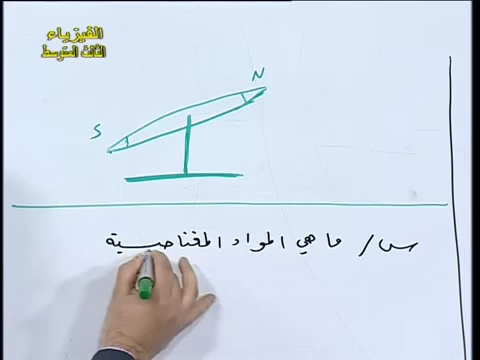 الفيزياء
الثالث المتوسط
N
S
س/ ما هي المواد المغناطيسية